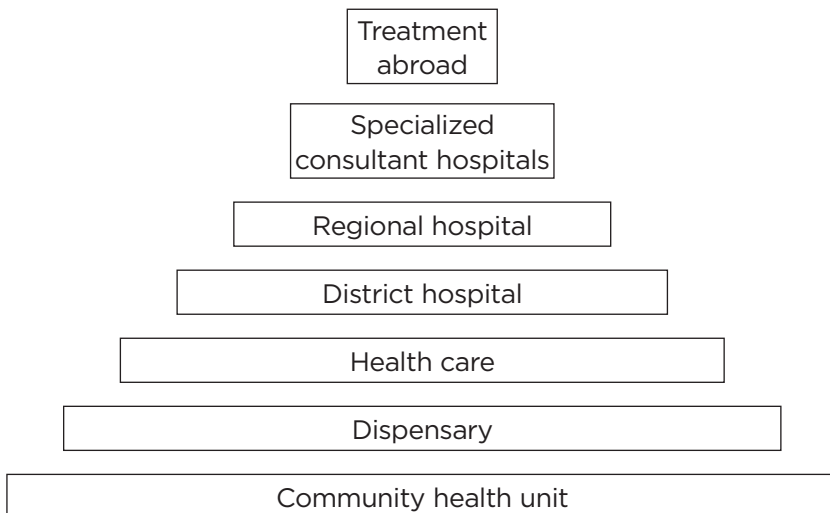 Treatment
abroad
Specialized
consultant hospitals
Regional hospital
District hospital
Health care
Dispensary
Community health unit